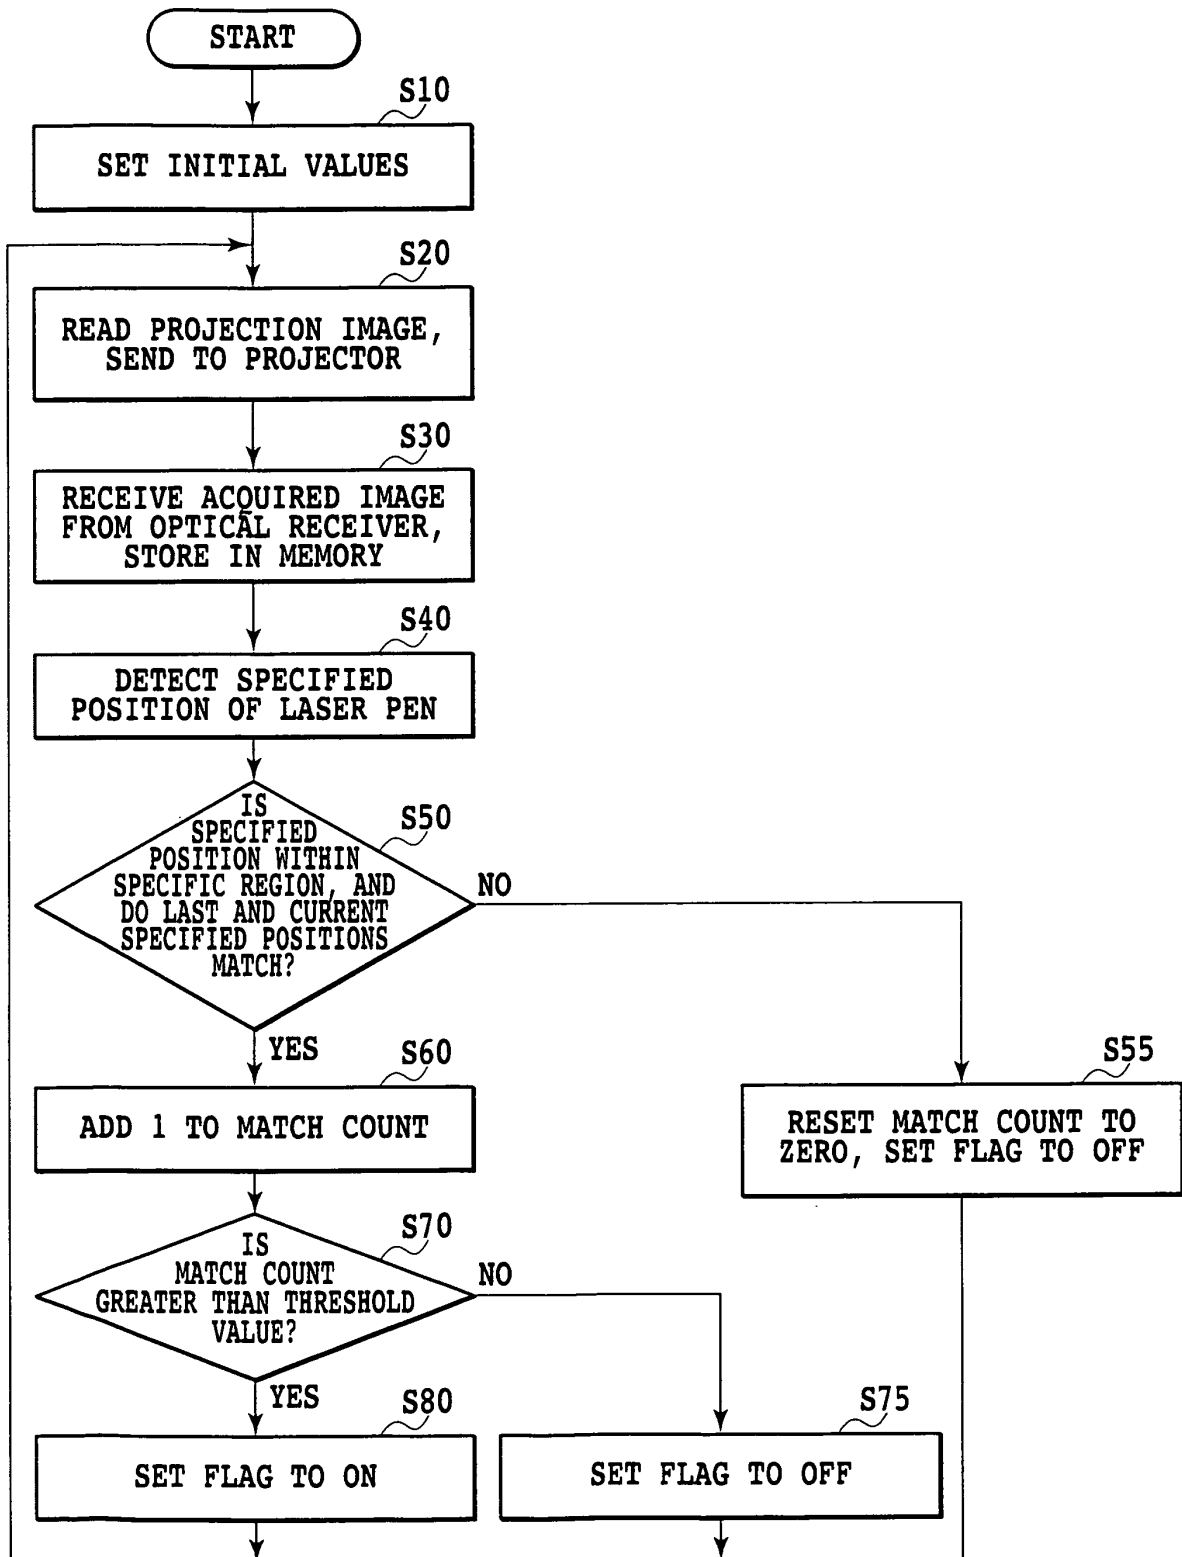 START
S10
SET INITIAL VALUES
S20
READ PROJECTION IMAGE,
SEND TO PROJECTOR
S30
RECEIVE ACQUIRED IMAGE
FROM OPTICAL RECEIVER,
STORE IN MEMORY
S40
DETECT SPECIFIED
POSITION OF LASER PEN
S50
IS
SPECIFIED
POSITION WITHIN
SPECIFIC REGION, AND
DO LAST AND CURRENT
SPECIFIED POSITIONS
MATCH?
NO
YES
S60
ADD 1 TO MATCH COUNT
S55
RESET MATCH COUNT TO
ZERO, SET FLAG TO OFF
S70
IS
MATCH COUNT
GREATER THAN THRESHOLD
VALUE?
NO
YES
S80
SET FLAG TO ON
S75
SET FLAG TO OFF